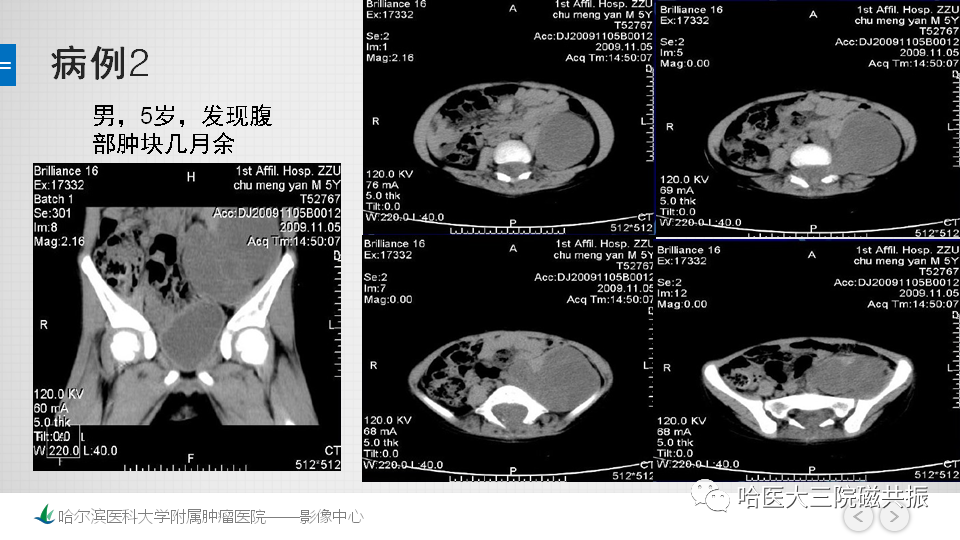 病例2
男，5岁，发现腹
部肿块几月余
Brilliance 16
Ex:17332
Batch 1
Se:301
Im:8
Mag:2.16
H
1st Affil. Hosp. ZZU
chu meng yan M 5Y
T52767
Acc:DJ20091105B0012
2009.11.05
Acq Tm:14:50:07
D
R
L
120.0 KV
60 mA
5.0 thk
Tilt:0.0
W:220.0 L:40.0
F
CT
512*512
Brilliance 16
Ex:17332
Se:2
Im:1
Mag:2.16
A
1st Affil. Hosp. ZZU
chu meng yan M 5Y
T52767
Acc:DJ20091105B0012
2009.11.05
Acq Tm:14:50:07
D
R
L
120.0 KV
76 mA
5.0 thk
Tilt:0.0
W:220.0 L:40.0
P
CT
512*512
Brilliance 16
Ex:17332
Se:2
Im:5
Mag:0.00
A
1st Affil. Hosp. ZZU
chu meng yan M 5Y
T52767
Acc:DJ20091105B0012
2009.11.05
Acq Tm:14:50:07
D
R
L
120.0 KV
69 mA
5.0 thk
Tilt:0.0
W:220.0 L:40.0
P
CT
512*512
Brilliance 16
Ex:17332
Se:2
Im:7
Mag:0.00
A
1st Affil. Hosp. ZZU
chu meng yan M 5Y
T52767
Acc:DJ20091105B0012
2009.11.05
Acq Tm:14:50:07
D
R
L
120.0 KV
68 mA
5.0 thk
Tilt:0.0
W:220.0 L:40.0
P
CT
512*512
Brilliance 16
Ex:17332
Se:2
Im:12
Mag:0.00
A
1st Affil. Hosp. ZZU
chu meng yan M 5Y
T52767
Acc:DJ20091105B0012
2009.11.05
Acq Tm:14:50:07
D
R
L
120.0 KV
68 mA
5.0 thk
Tilt:0.0
W:220.0 L:40.0
P
CT
512*512
哈医大三院磁共振
哈尔滨医科大学附属肿瘤医院——影像中心